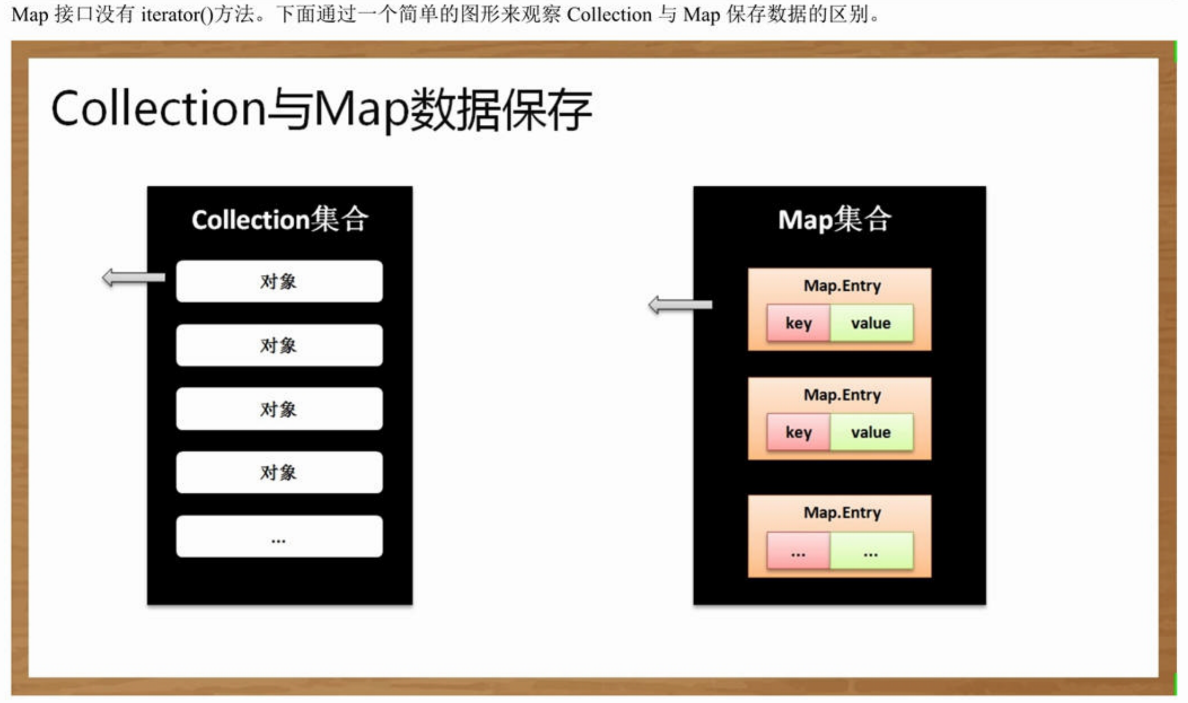 Map 接口没有 iterator()方法。下面通过一个简单的图形来观察 Collection 与 Map 保存数据的区别。
Collection与Map数据保存
Collection集合
对象
对象
对象
对象
...
Map集合
Map.Entry
key value
Map.Entry
key value
Map.Entry
... ...